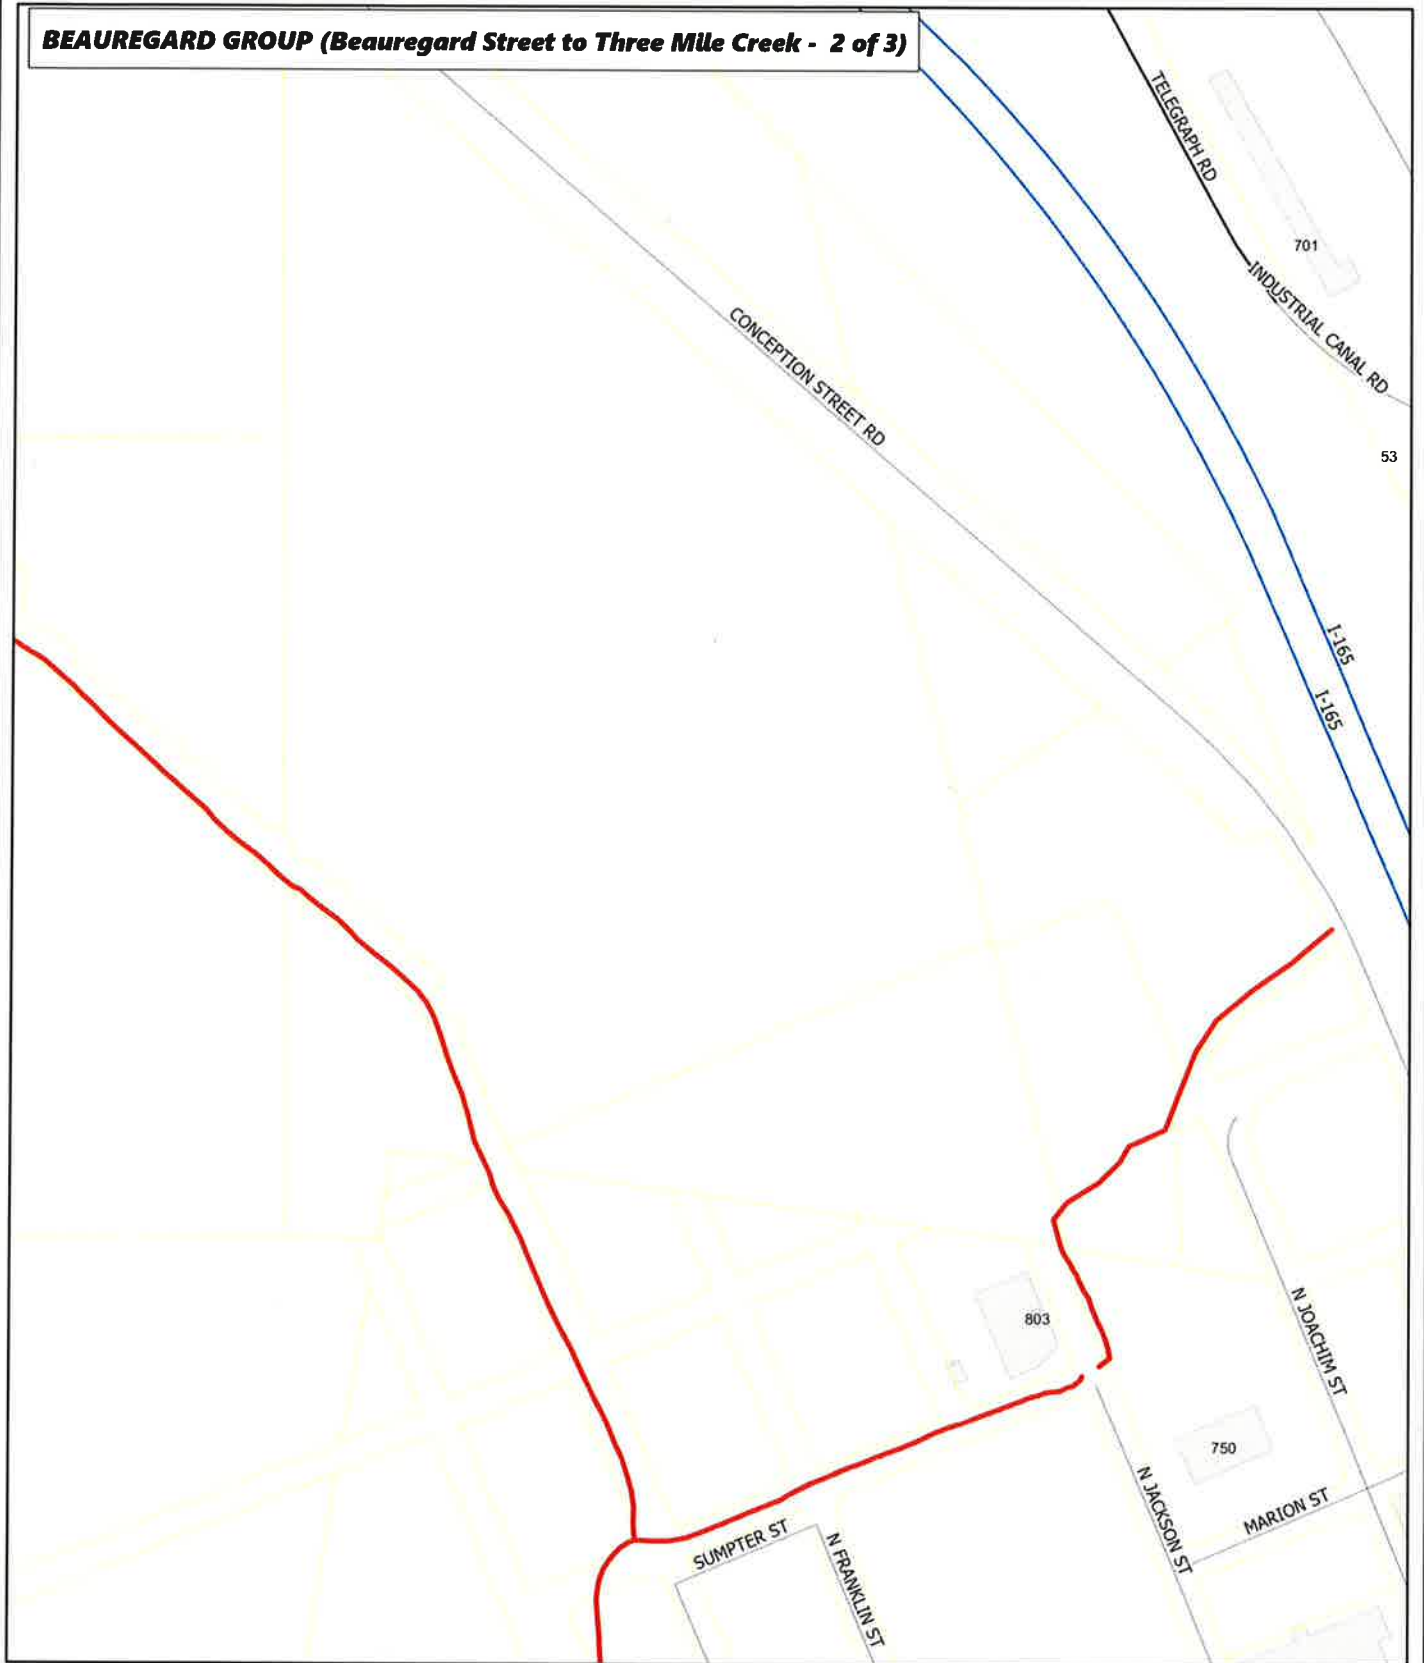 BEAUREGARD GROUP (Beauregard Street to Three Mile Creek - 2 of 3)
TELEGRAPH RD
701
INDUSTRIAL CANAL RD
CONCEPTION STREET RD
53
I-165
I-165
803
N JOACHIM ST
750
N JACKSON ST
MARION ST
SUMPTER ST
N FRANKLIN ST